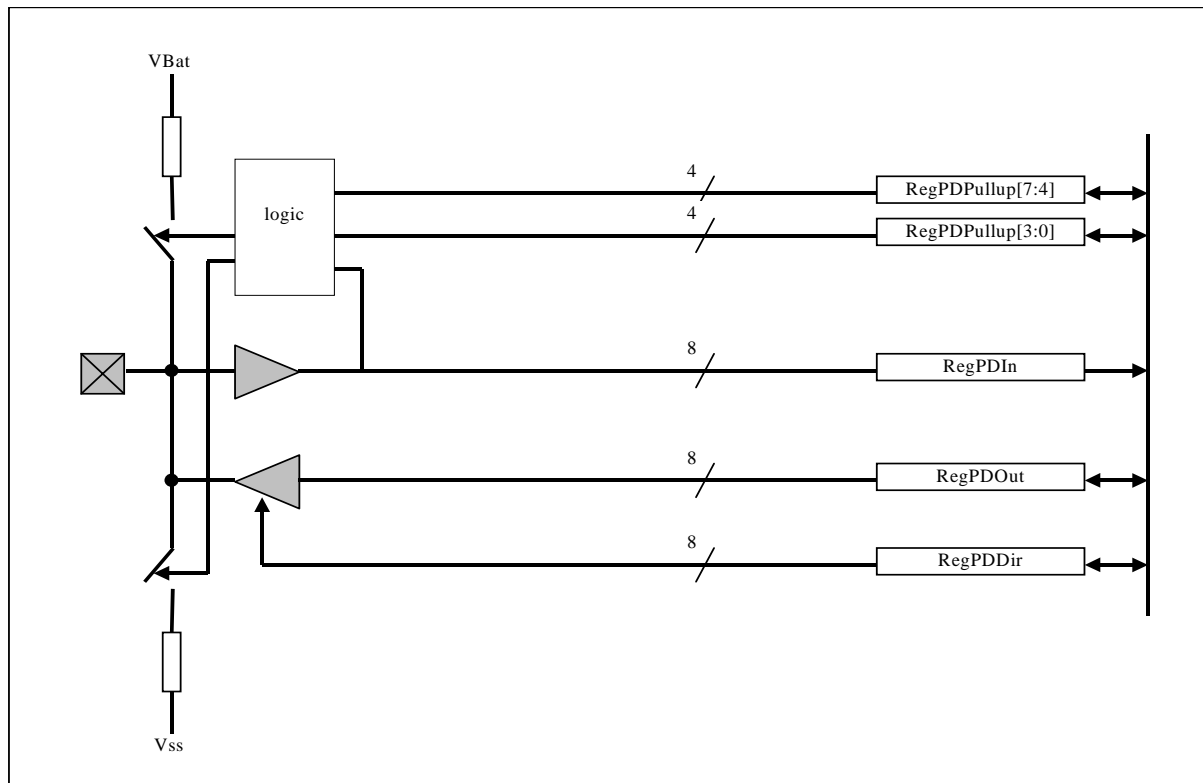 VBat
logic
4
RegPDPullup[7:4]
4
RegPDPullup[3:0]
8
RegPDIn
8
RegPDOut
8
RegPDDir
Vss